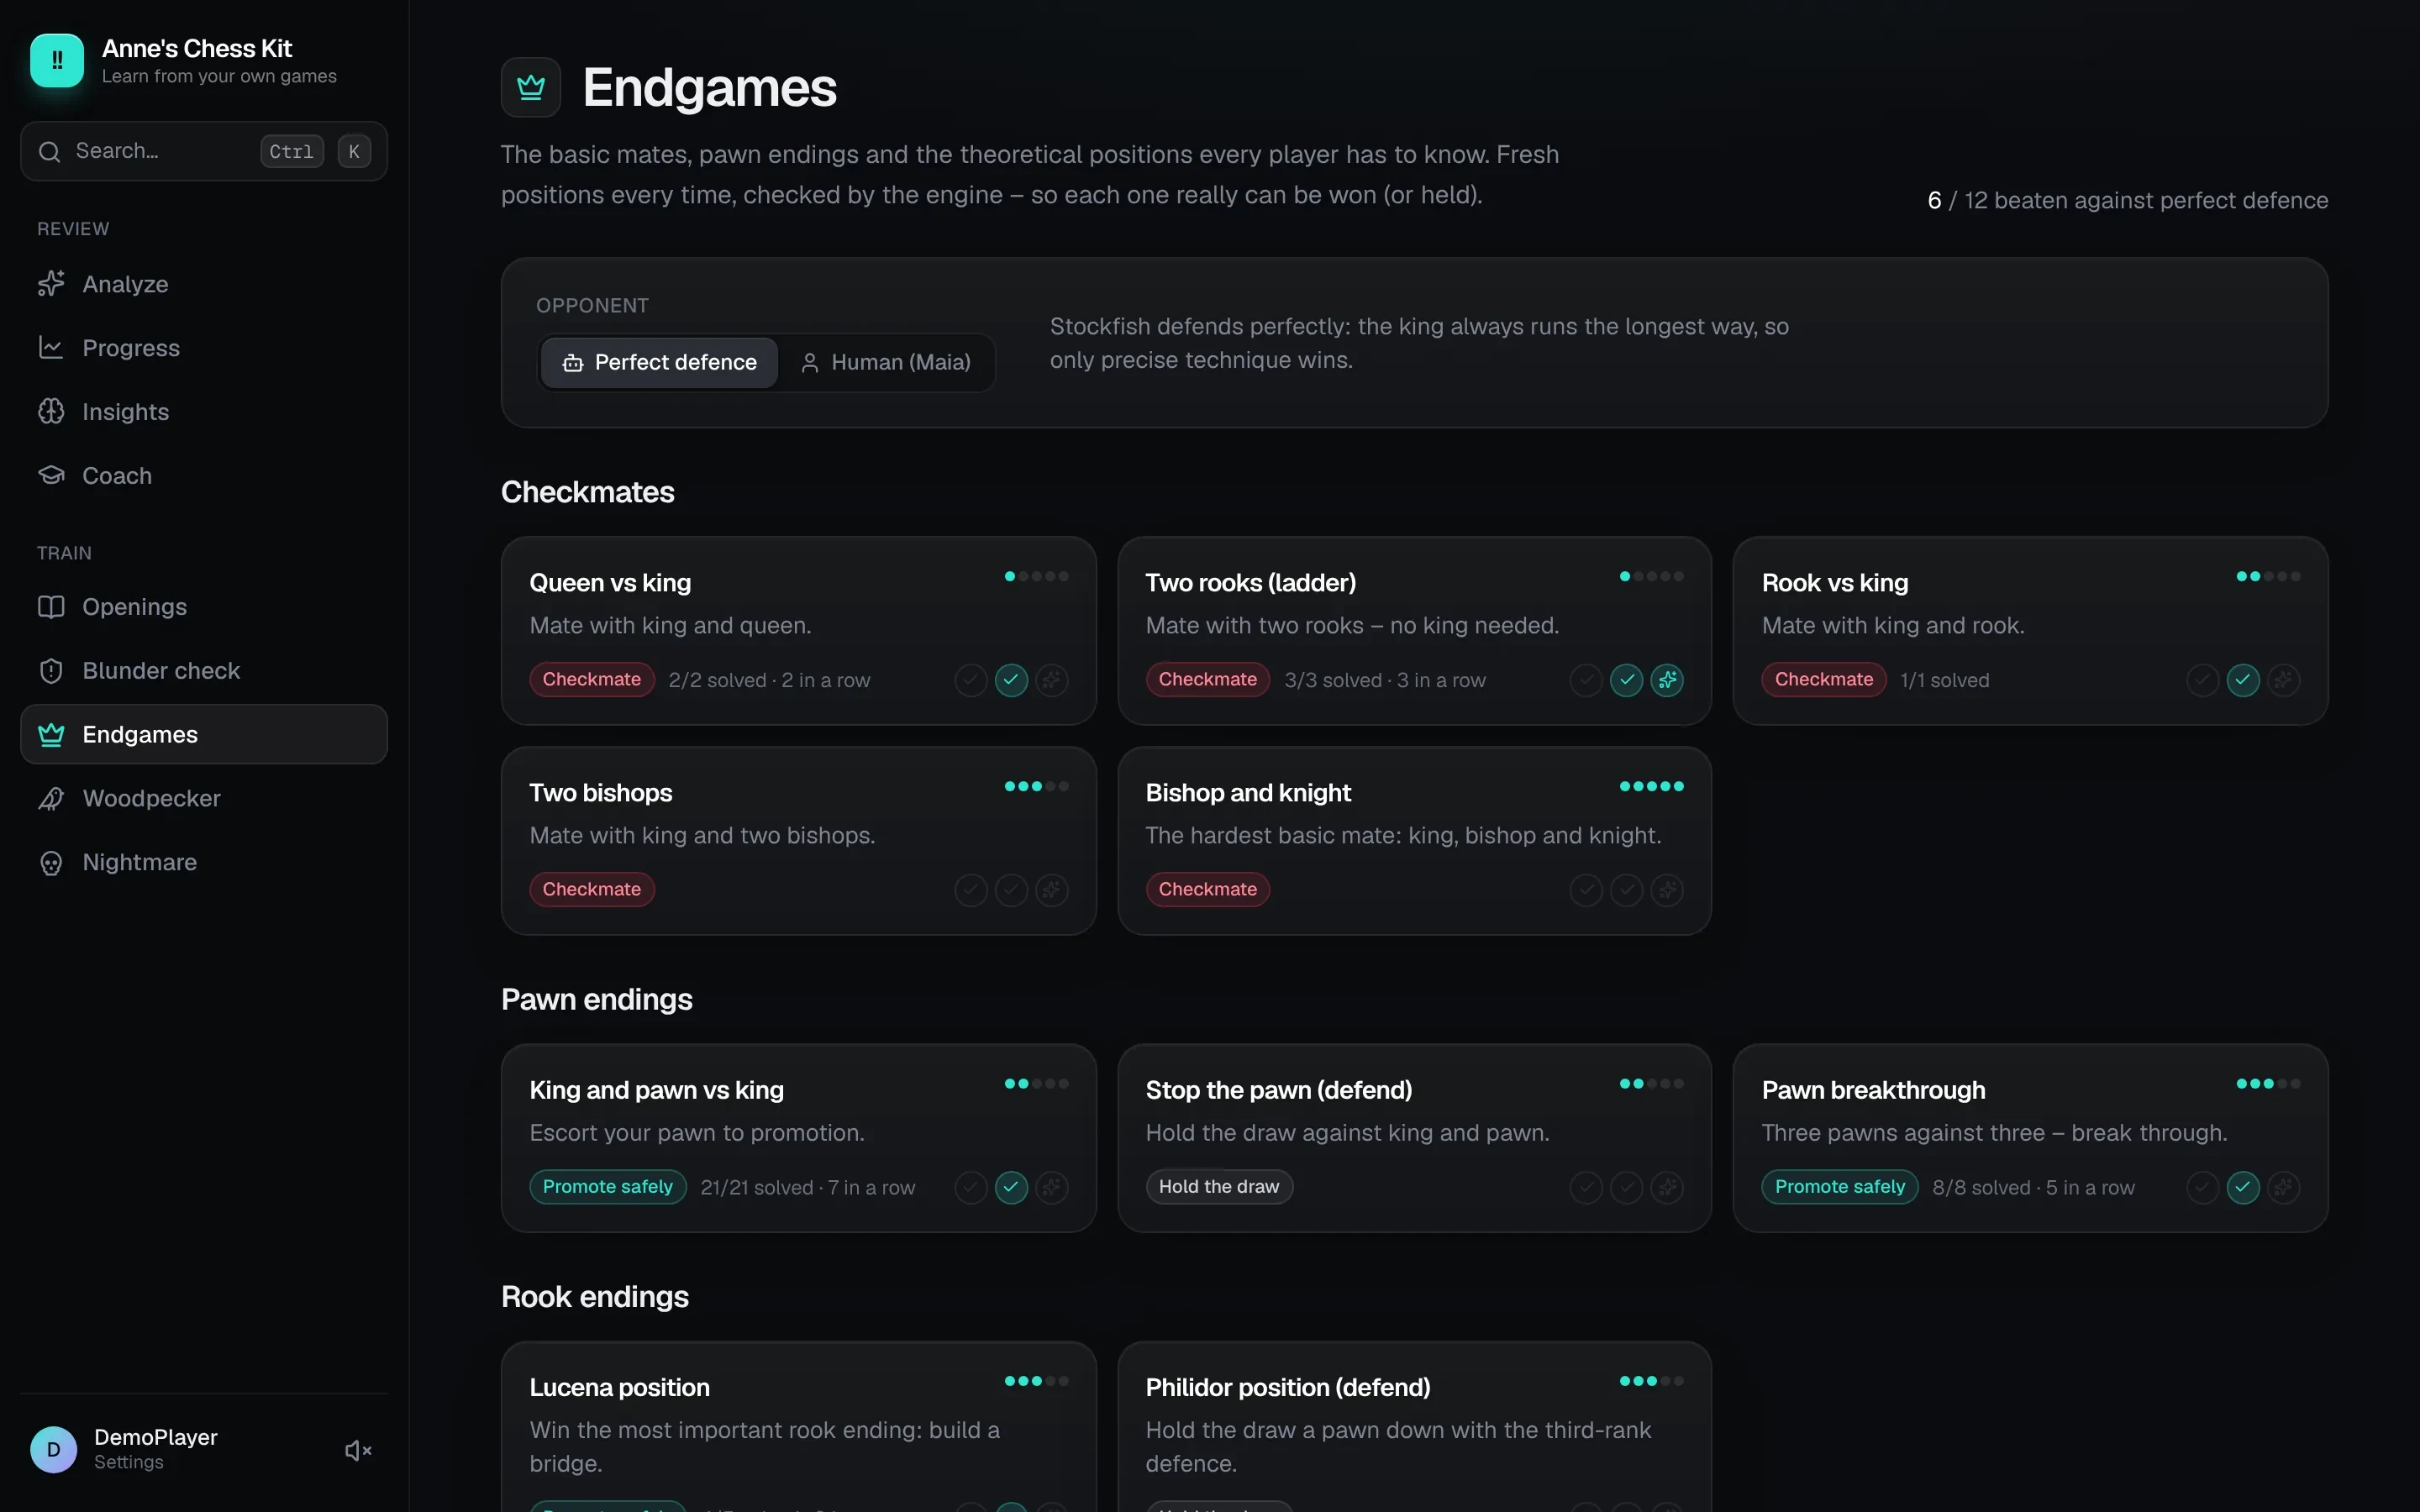 !!
Anne's Chess Kit
Learn from your own games
Search...
Ctrl K
REVIEW
Analyze
Progress
Insights
Coach
TRAIN
Openings
Blunder check
Endgames
Woodpecker
Nightmare
D
DemoPlayer
Settings
Endgames
The basic mates, pawn endings and the theoretical positions every player has to know. Fresh
positions every time, checked by the engine – so each one really can be won (or held).
6 / 12 beaten against perfect defence
OPPONENT
Perfect defence
Human (Maia)
Stockfish defends perfectly: the king always runs the longest way, so
only precise technique wins.
Checkmates
Queen vs king
Mate with king and queen.
Checkmate 2/2 solved · 2 in a row
Two rooks (ladder)
Mate with two rooks – no king needed.
Checkmate 3/3 solved · 3 in a row
Rook vs king
Mate with king and rook.
Checkmate 1/1 solved
Two bishops
Mate with king and two bishops.
Checkmate
Bishop and knight
The hardest basic mate: king, bishop and knight.
Checkmate
Pawn endings
King and pawn vs king
Escort your pawn to promotion.
Promote safely 21/21 solved · 7 in a row
Stop the pawn (defend)
Hold the draw against king and pawn.
Hold the draw
Pawn breakthrough
Three pawns against three – break through.
Promote safely 8/8 solved · 5 in a row
Rook endings
Lucena position
Win the most important rook ending: build a
bridge.
Philidor position (defend)
Hold the draw a pawn down with the third-rank
defence.